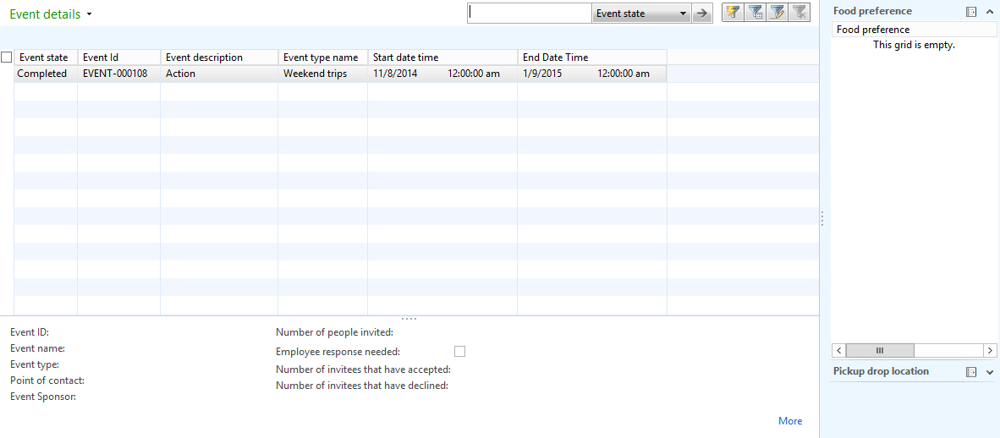 Event details
Event state
Event state Event Id Event description Event type name Start date time End Date Time
Completed EVENT-000108 Action Weekend trips 11/8/2014 12:00:00 am 1/9/2015 12:00:00 am
Event ID:
Event name:
Event type:
Point of contact:
Event Sponsor:
Number of people invited:
Employee response needed:
Number of invitees that have accepted:
Number of invitees that have declined:
More
Food preference
Food preference
This grid is empty.
Pickup drop location